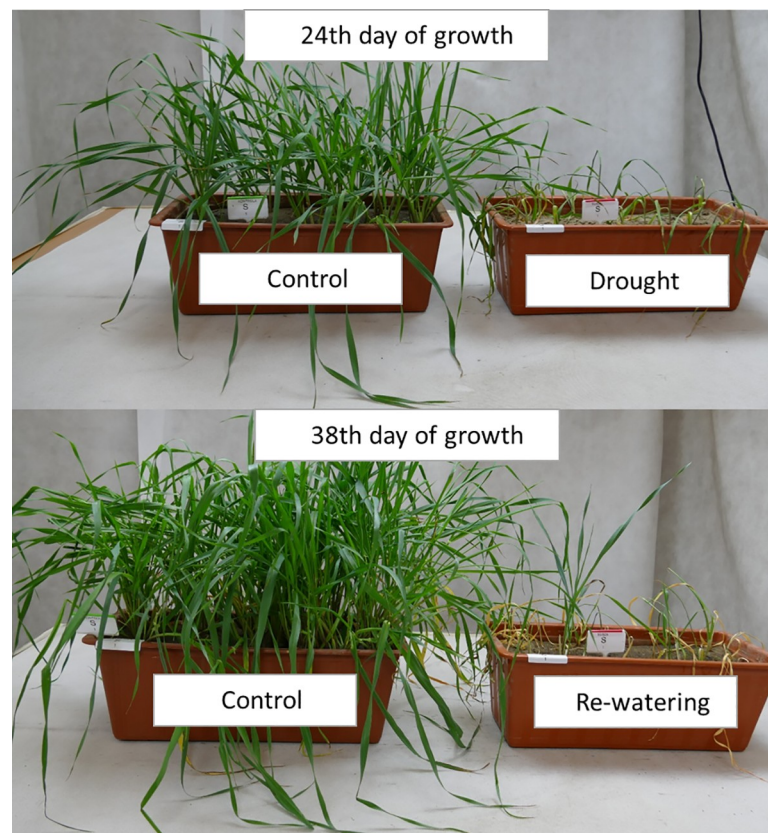 24th day of growth
S
S
Control
Drought
38th day of growth
S
S
Control
Re-watering